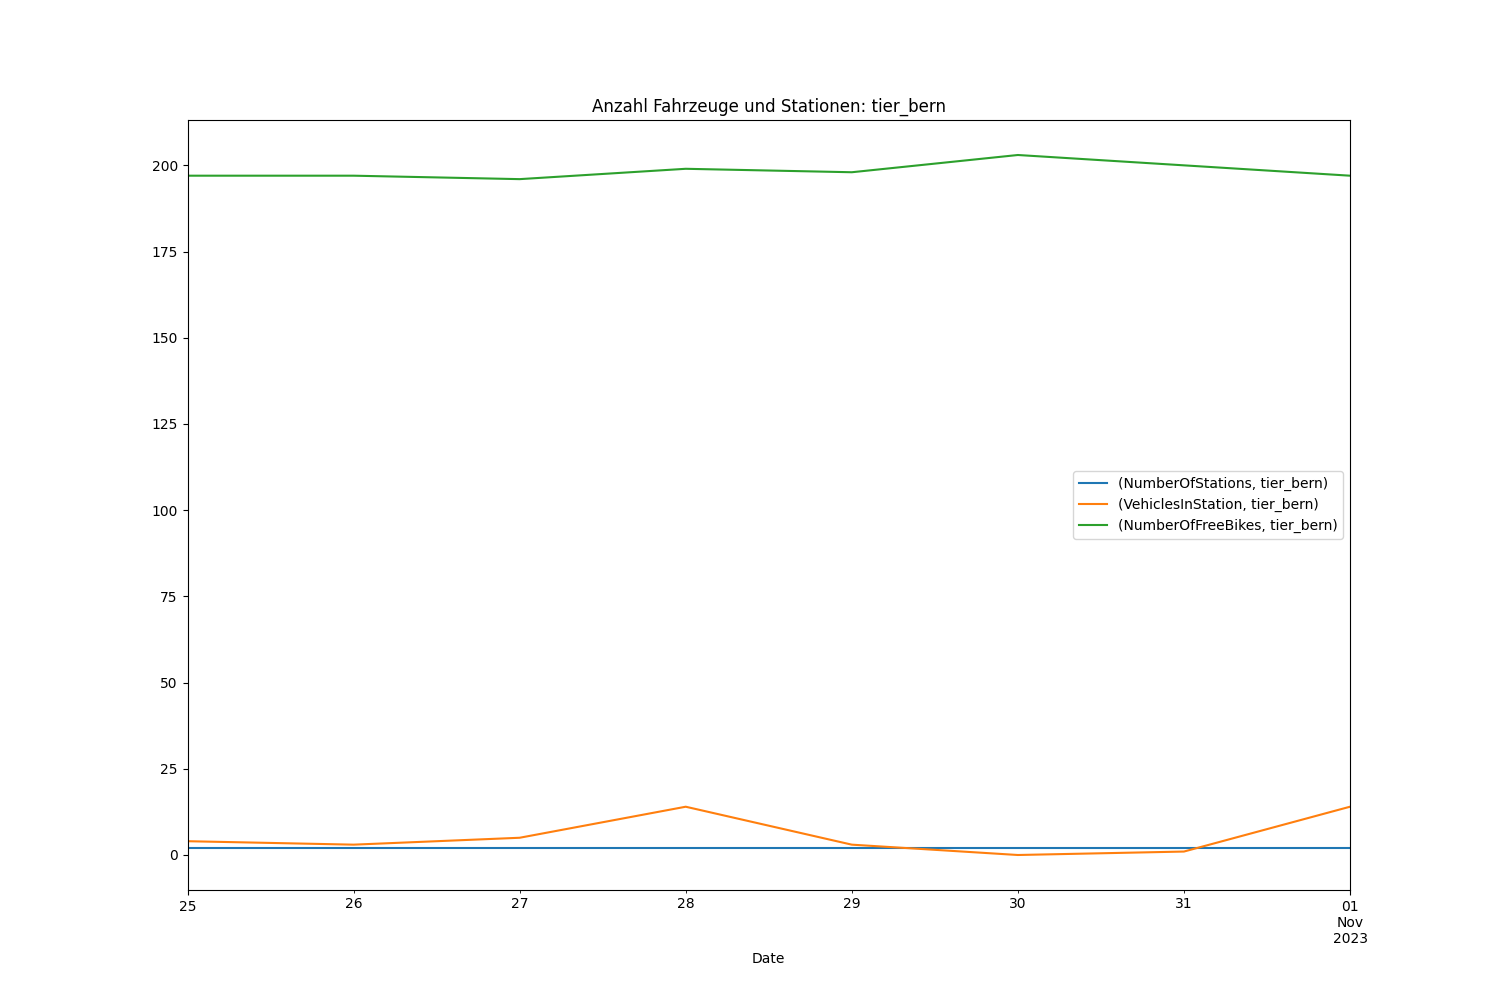 Anzahl Fahrzeuge und Stationen: tier_bern
200
175
150
125
100
75
50
25
0
(NumberOfStations, tier_bern)
(VehiclesInStation, tier_bern)
(NumberOfFreeBikes, tier_bern)
25 26 27 28 29 30 31 01
Nov
2023
Date